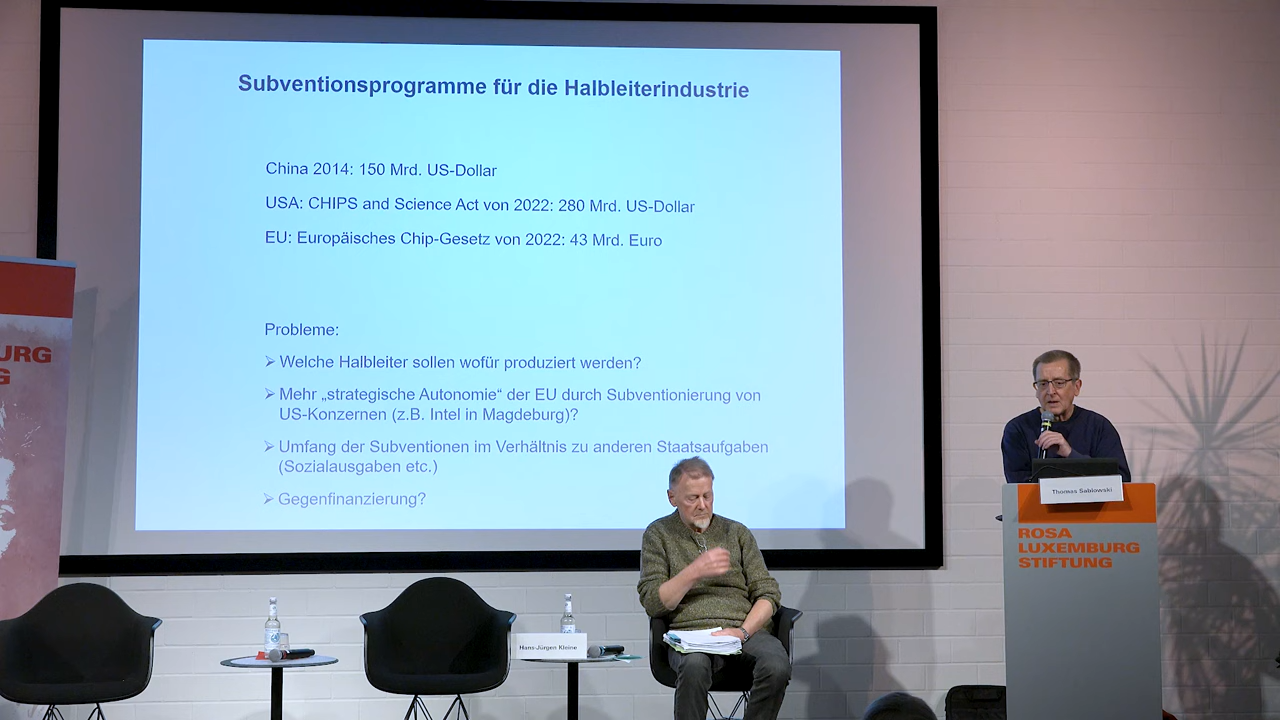 Subventionsprogramme für die Halbleiterindustrie
China 2014: 150 Mrd. US-Dollar
USA: CHIPS and Science Act von 2022: 280 Mrd. US-Dollar
EU: Europäisches Chip-Gesetz von 2022: 43 Mrd. Euro
Probleme:
➢ Welche Halbleiter sollen wofür produziert werden?
➢ Mehr „strategische Autonomie“ der EU durch Subventionierung von
US-Konzernen (z.B. Intel in Magdeburg)?
➢ Umfang der Subventionen im Verhältnis zu anderen Staatsaufgaben
(Sozialausgaben etc.)
➢ Gegenfinanzierung?
URG
G
Hans-Jürgen Kleine
Thomas Sablowski
ROSA
LUXEMBURG
STIFTUNG